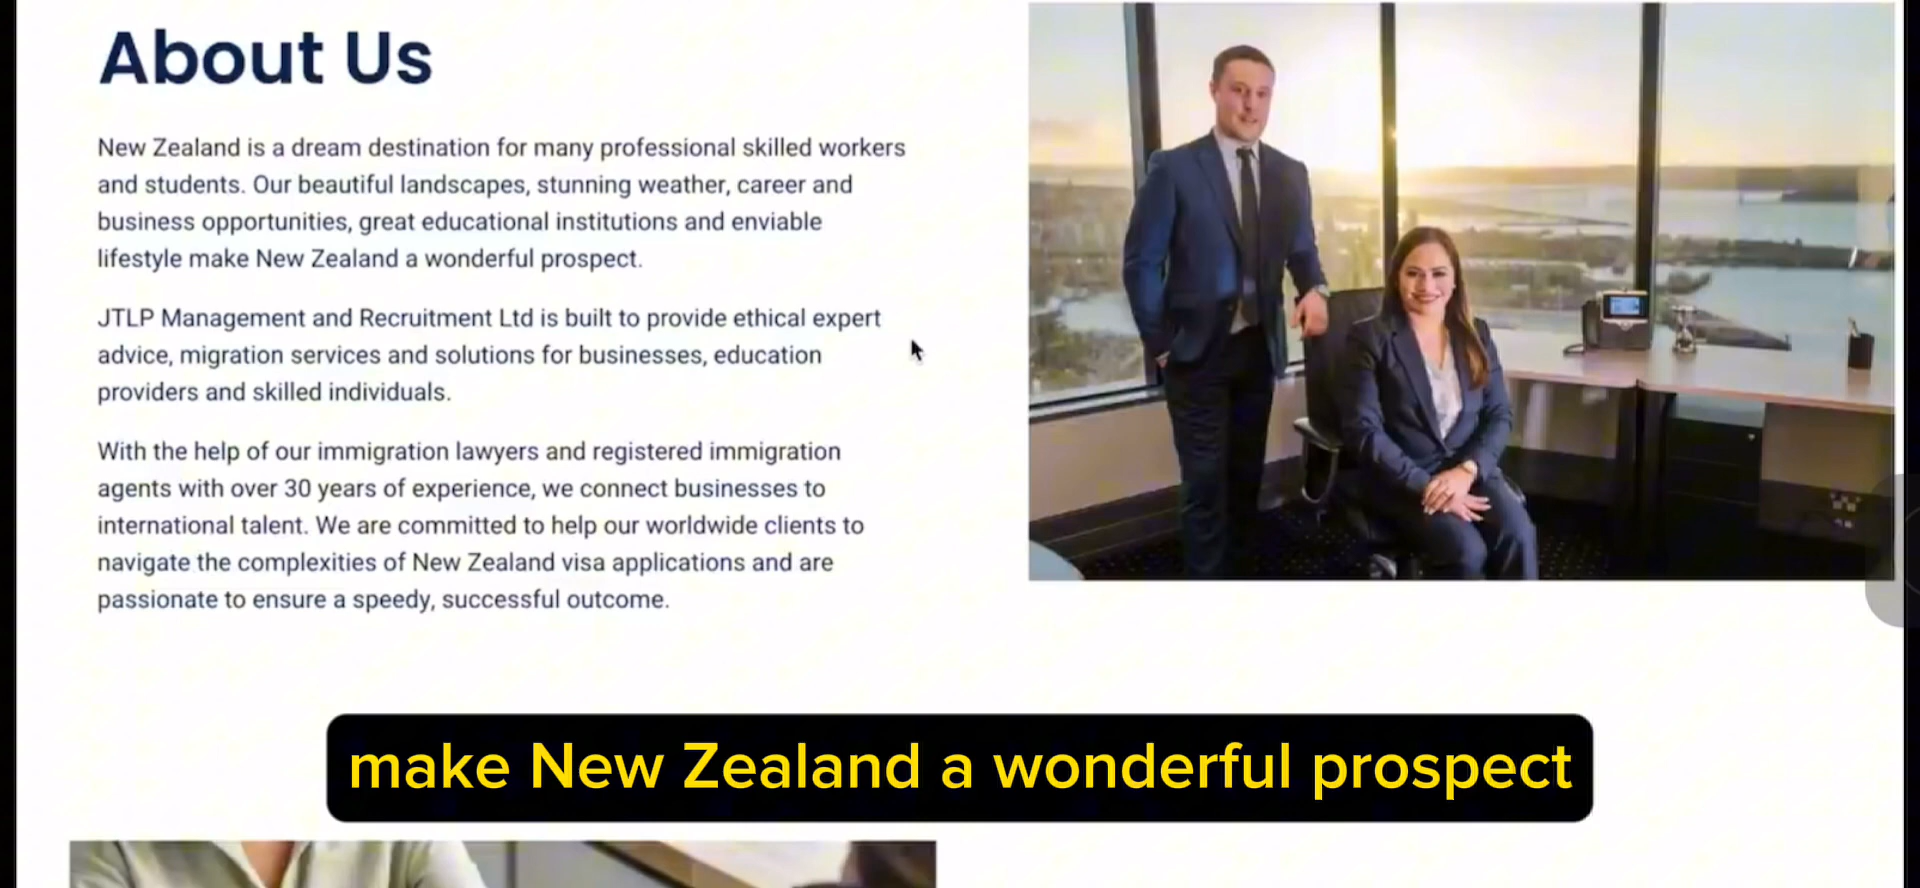 About Us
New Zealand is a dream destination for many professional skilled workers
and students. Our beautiful landscapes, stunning weather, career and
business opportunities, great educational institutions and enviable
lifestyle make New Zealand a wonderful prospect.
JTLP Management and Recruitment Ltd is built to provide ethical expert
advice, migration services and solutions for businesses, education
providers and skilled individuals.
With the help of our immigration lawyers and registered immigration
agents with over 30 years of experience, we connect businesses to
international talent. We are committed to help our worldwide clients to
navigate the complexities of New Zealand visa applications and are
passionate to ensure a speedy, successful outcome.
make New Zealand a wonderful prospect